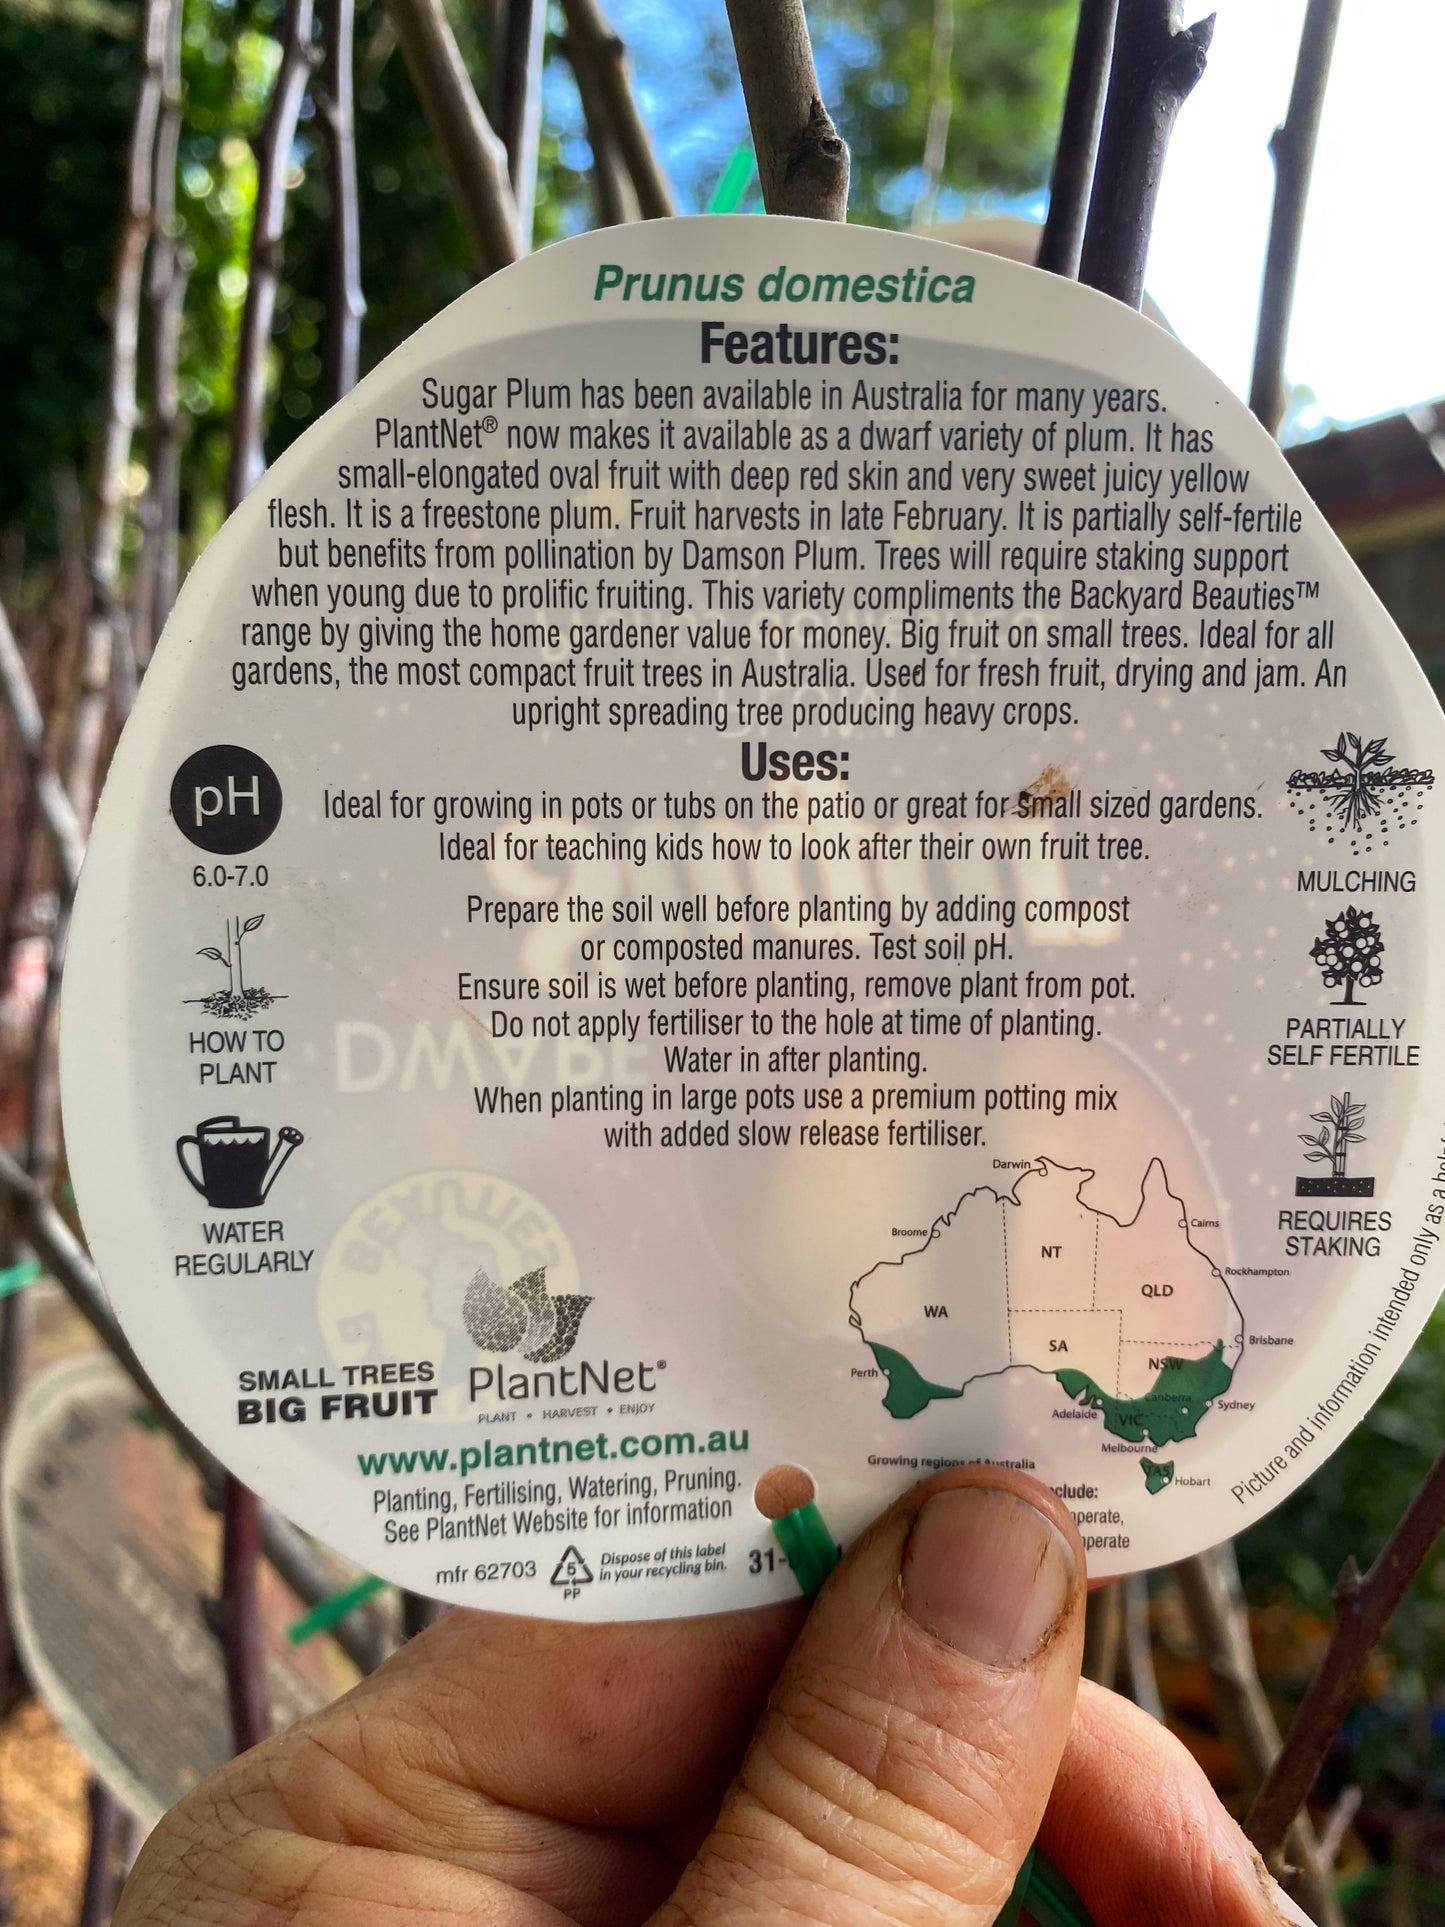 Prunus domestica
Features:
Sugar Plum has been available in Australia for many years.
PlantNet® now makes it available as a dwarf variety of plum. It has
small-elongated oval fruit with deep red skin and very sweet juicy yellow
flesh. It is a freestone plum. Fruit harvests in late February. It is partially self-fertile
but benefits from pollination by Damson Plum. Trees will require staking support
when young due to prolific fruiting. This variety compliments the Backyard Beauties™
range by giving the home gardener value for money. Big fruit on small trees. Ideal for all
gardens, the most compact fruit trees in Australia. Used for fresh fruit, drying and jam. An
upright spreading tree producing heavy crops.
Uses:
Ideal for growing in pots or tubs on the patio or great for small sized gardens.
Ideal for teaching kids how to look after their own fruit tree.
Prepare the soil well before planting by adding compost
or composted manures. Test soil pH.
Ensure soil is wet before planting, remove plant from pot.
Do not apply fertiliser to the hole at time of planting.
Water in after planting.
When planting in large pots use a premium potting mix
with added slow release fertiliser.
pH
6.0-7.0
HOW TO
PLANT
WATER
REGULARLY
MULCHING
PARTIALLY
SELF FERTILE
REQUIRES
STAKING
Darwin
Broome
Cairns
NT
Rockhampton
QLD
WA
SA
Brisbane
NSW
Perth
Canberra
Sydney
Adelaide
VIC
Melbourne
TAS
Hobart
Growing regions of Australia
SMALL TREES
BIG FRUIT
PlantNet®
PLANT • HARVEST • ENJOY
www.plantnet.com.au
Planting, Fertilising, Watering, Pruning.
See PlantNet Website for information
mfr 62703
5
PP
Dispose of this label
in your recycling bin.
31-
Picture and information intended only as a